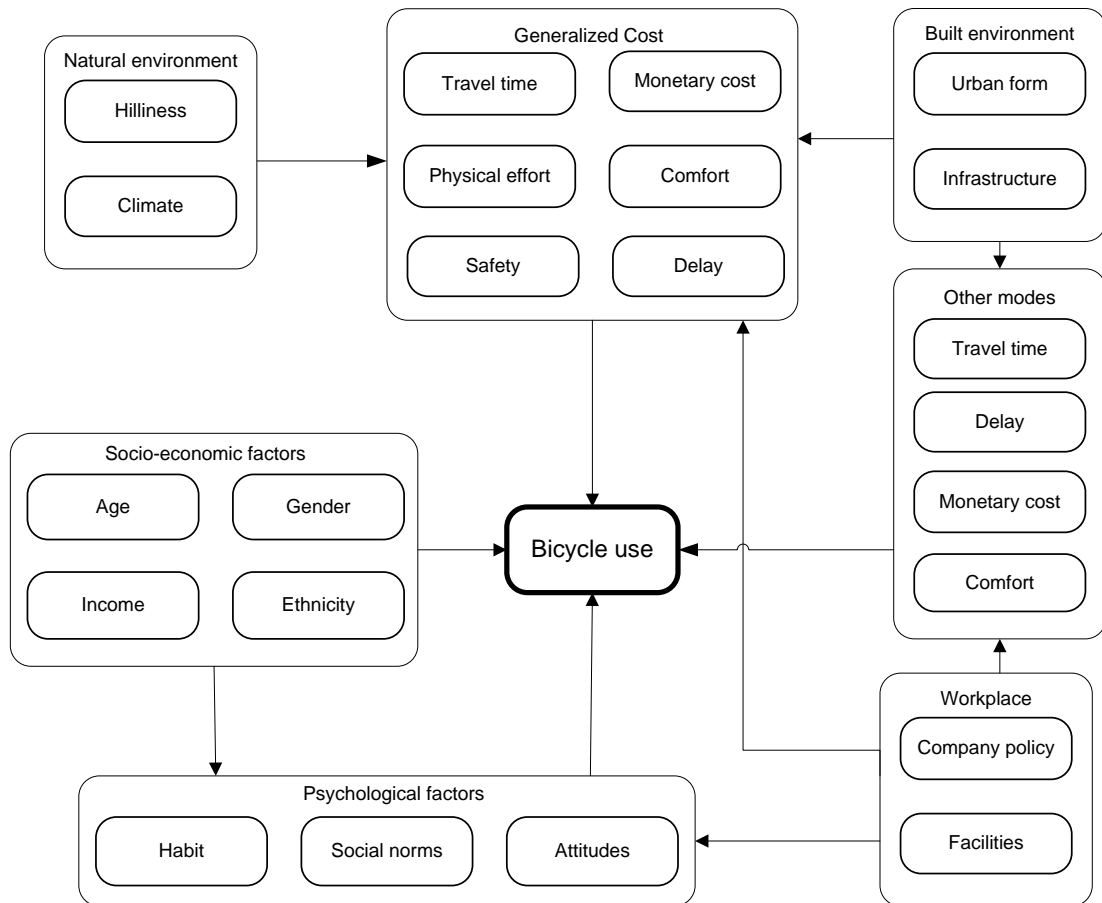 Natural environment
Hilliness
Climate
Generalized Cost
Travel time
Monetary cost
Physical effort
Comfort
Safety
Delay
Built environment
Urban form
Infrastructure
Other modes
Travel time
Delay
Monetary cost
Comfort
Socio-economic factors
Age
Gender
Income
Ethnicity
Bicycle use
Workplace
Company policy
Facilities
Psychological factors
Habit
Social norms
Attitudes